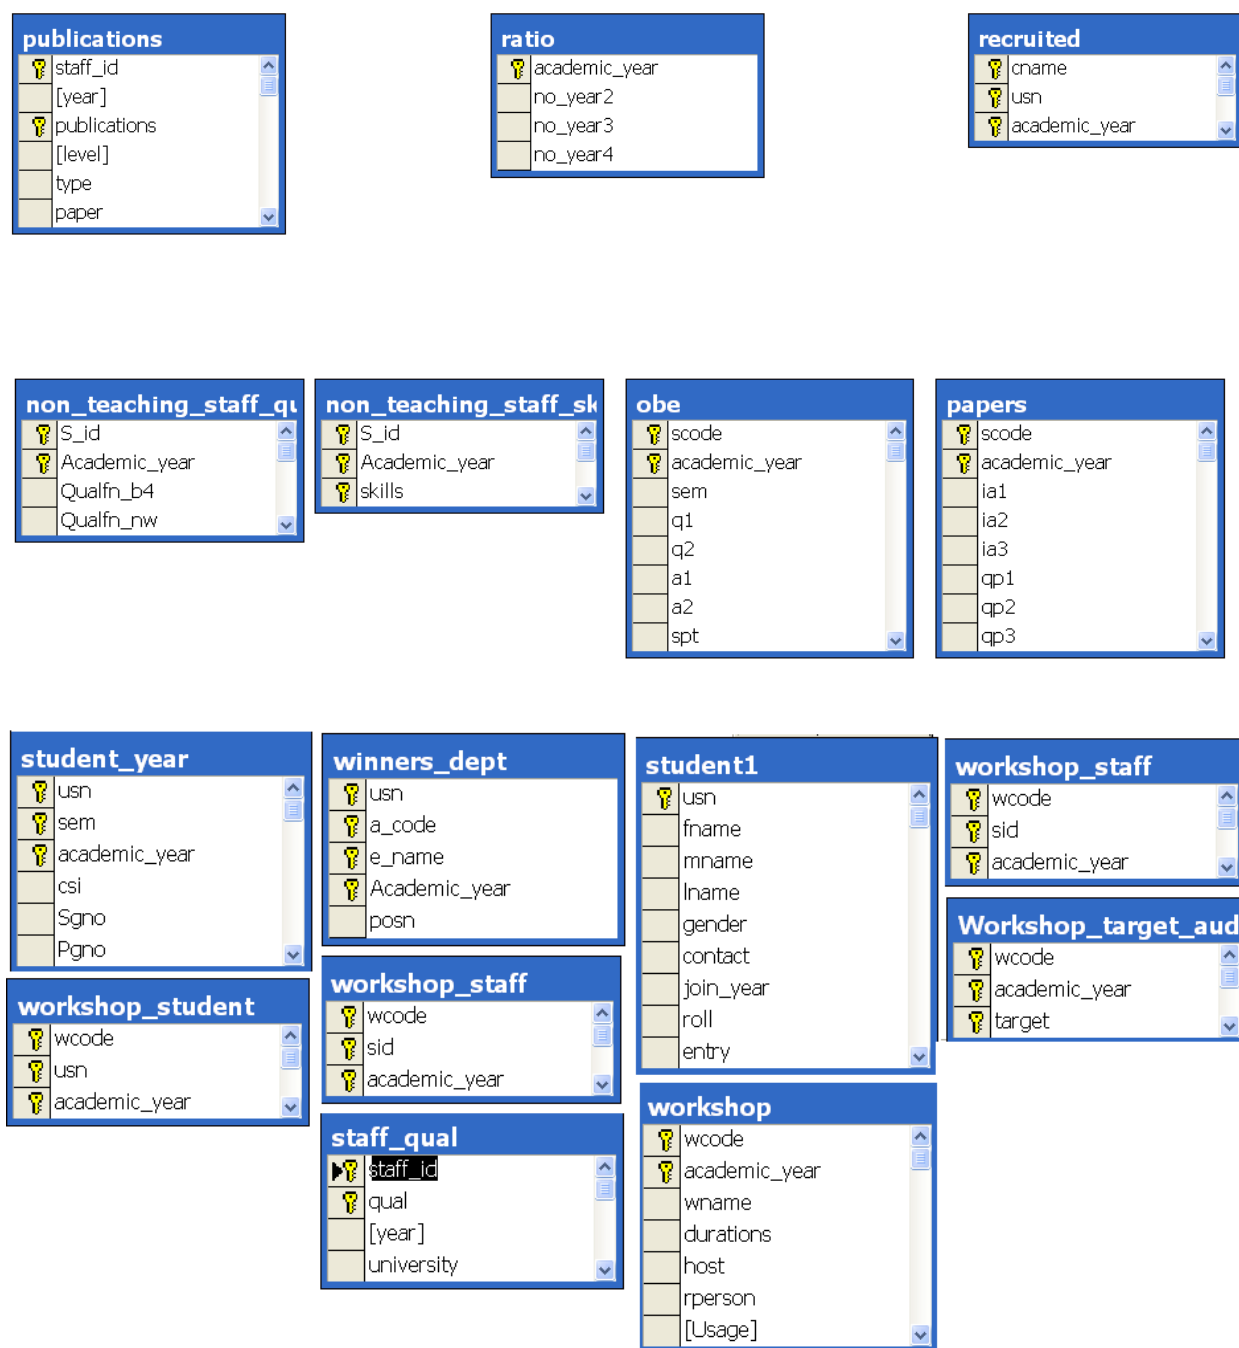 publications
staff_id
[year]
publications
[level]
type
paper
ratio
academic_year
no_year2
no_year3
no_year4
recruited
cname
usn
academic_year
non_teaching_staff_qu
S_id
Academic_year
Qualfn_b4
Qualfn_nw
non_teaching_staff_sk
S_id
Academic_year
skills
obe
scode
academic_year
sem
q1
q2
a1
a2
spt
papers
scode
academic_year
ia1
ia2
ia3
qp1
qp2
qp3
student_year
usn
sem
academic_year
csi
Sgno
Pgno
winners_dept
usn
a_code
e_name
Academic_year
posn
student1
usn
fname
mname
lname
gender
contact
join_year
roll
entry
workshop_staff
wcode
sid
academic_year
Workshop_target_aud
wcode
academic_year
target
workshop_student
wcode
usn
academic_year
workshop_staff
wcode
sid
academic_year
staff_qual
staff_id
qual
[year]
university
workshop
wcode
academic_year
wname
durations
host
rperson
[Usage]